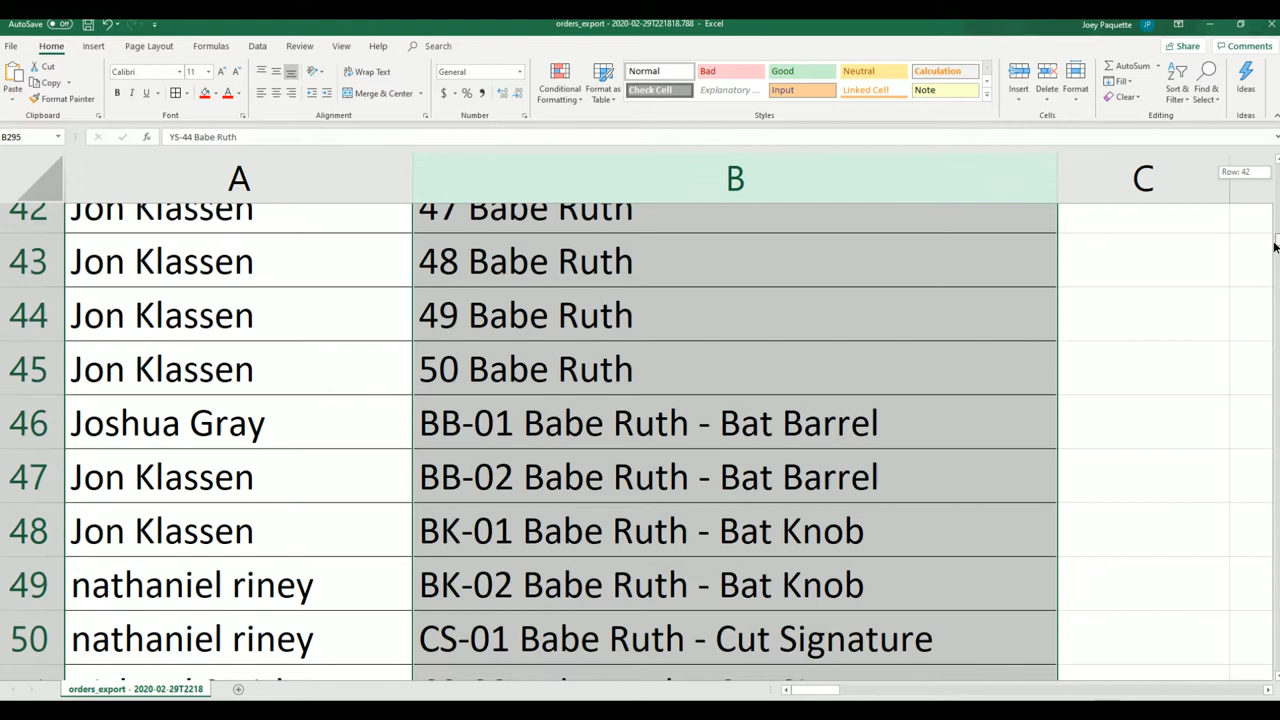 AutoSave Off
orders_export - 2020-02-29T221818.788 - Excel
Joey Paquette JP
File Home Insert Page Layout Formulas Data Review View Help Search
Share Comments
Paste
Cut
Copy
Format Painter
Clipboard
Calibri 11
B I U
Font
Wrap Text
Merge & Center
Alignment
General
$ % ,
Number
Conditional Formatting
Format as Table
Normal Bad Good Neutral Calculation
Check Cell Explanatory ... Input Linked Cell Note
Styles
Insert Delete Format
Cells
AutoSum
Fill
Clear
Sort & Filter
Find & Select
Editing
Ideas
Ideas
B295 fx YS-44 Babe Ruth
A B C
Row: 42
42 Jon Klassen 47 Babe Ruth
43 Jon Klassen 48 Babe Ruth
44 Jon Klassen 49 Babe Ruth
45 Jon Klassen 50 Babe Ruth
46 Joshua Gray BB-01 Babe Ruth - Bat Barrel
47 Jon Klassen BB-02 Babe Ruth - Bat Barrel
48 Jon Klassen BK-01 Babe Ruth - Bat Knob
49 nathaniel riney BK-02 Babe Ruth - Bat Knob
50 nathaniel riney CS-01 Babe Ruth - Cut Signature
orders_export - 2020-02-29T2218